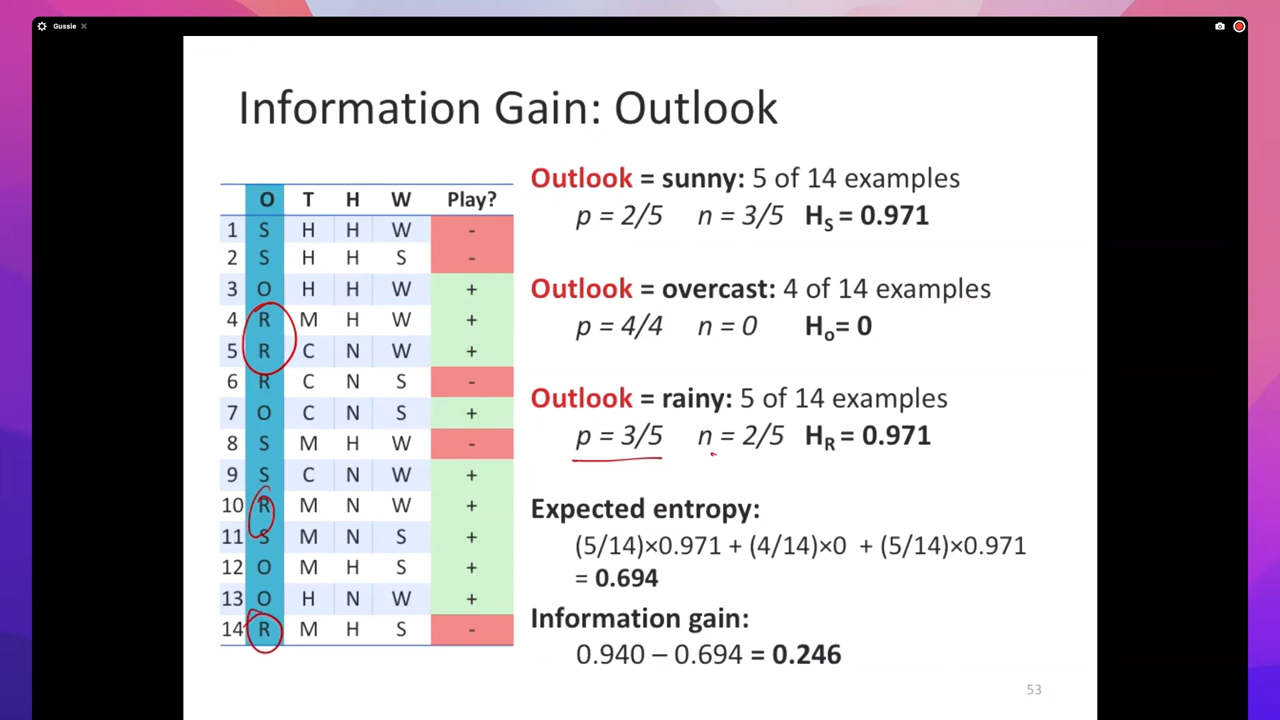 Gussie
Information Gain: Outlook
O T H W Play?
1 S H H W -
2 S H H S -
3 O H H W +
4 R M H W +
5 R C N W +
6 R C N S -
7 O C N S +
8 S M H W -
9 S C N W +
10 R M N W +
11 S M N S +
12 O M H S +
13 O H N W +
14 R M H S -
Outlook = sunny: 5 of 14 examples
p = 2/5 n = 3/5 HS = 0.971
Outlook = overcast: 4 of 14 examples
p = 4/4 n = 0 Ho= 0
Outlook = rainy: 5 of 14 examples
p = 3/5 n = 2/5 HR = 0.971
Expected entropy:
(5/14)×0.971 + (4/14)×0 + (5/14)×0.971
= 0.694
Information gain:
0.940 – 0.694 = 0.246
53